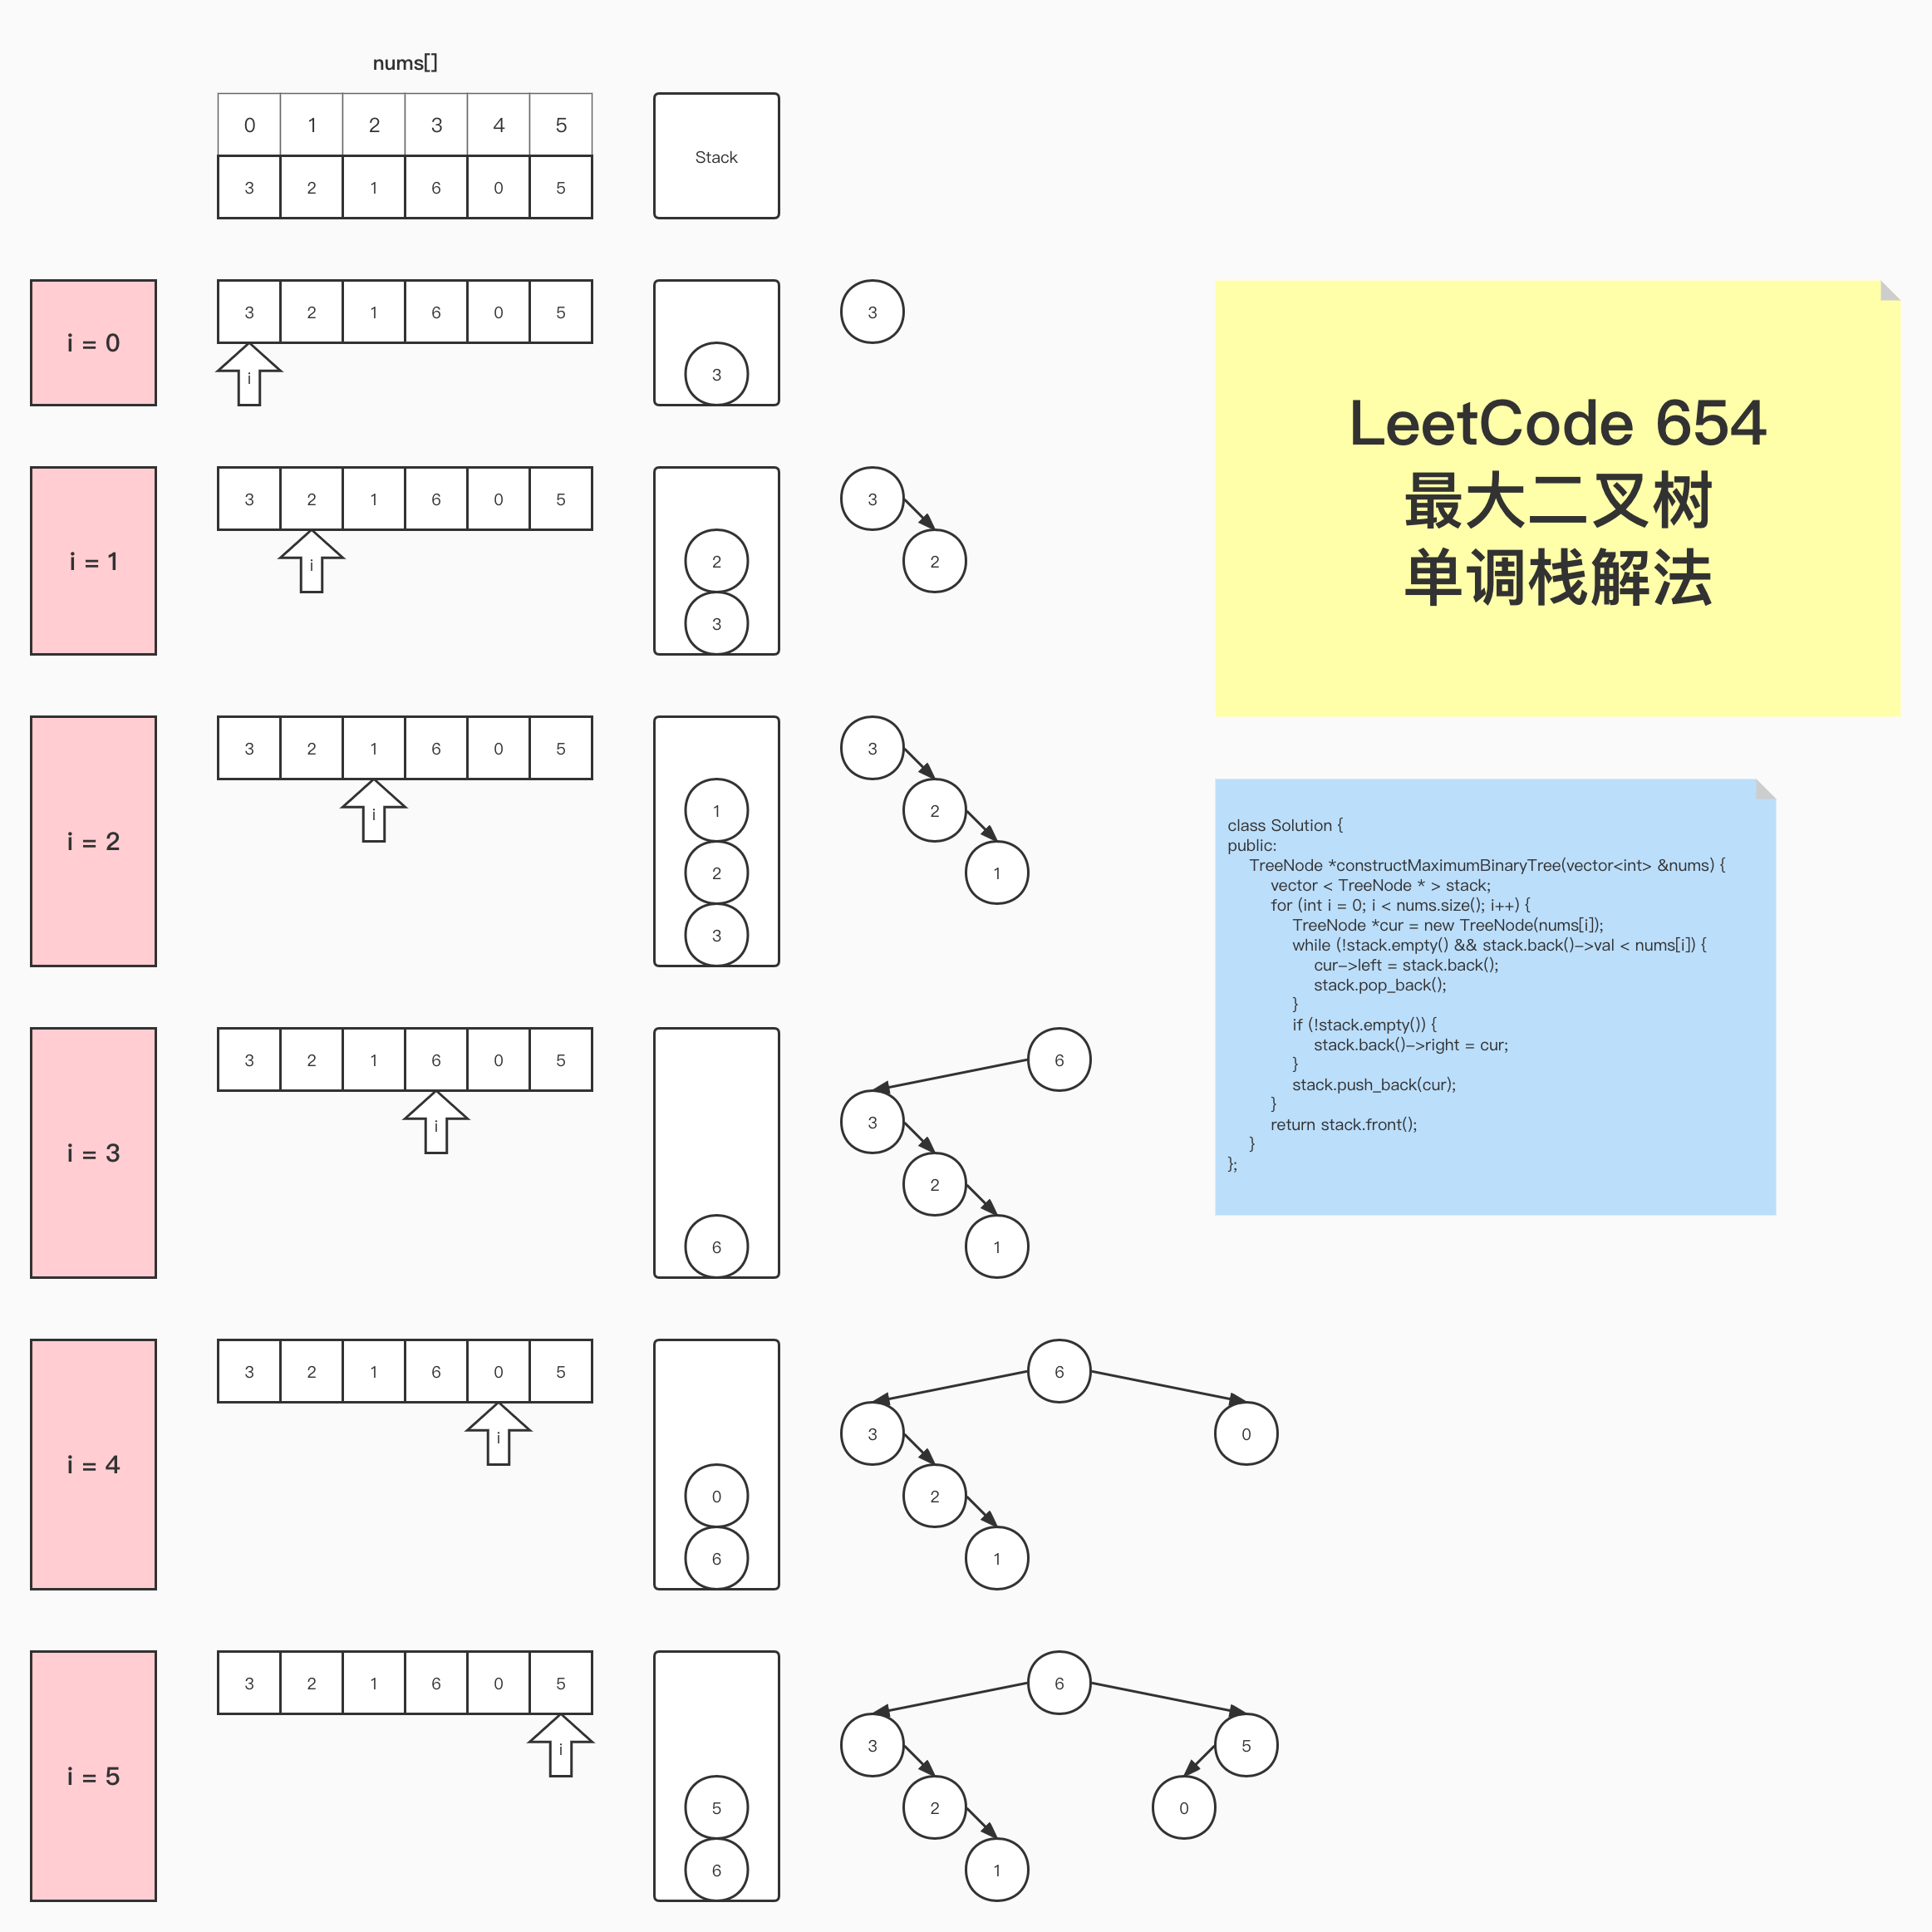 nums[]
0 1 2 3 4 5
3 2 1 6 0 5
Stack
i = 0
3 2 1 6 0 5
i
3
3
i = 1
3 2 1 6 0 5
i
2
3
3
2
i = 2
3 2 1 6 0 5
i
1
2
3
3
2
1
i = 3
3 2 1 6 0 5
i
6
6
3
2
1
i = 4
3 2 1 6 0 5
i
0
6
6
3
0
2
1
i = 5
3 2 1 6 0 5
i
5
6
6
3
5
2
0
1
LeetCode 654
最大二叉树
单调栈解法
class Solution {
public:
TreeNode *constructMaximumBinaryTree(vector<int> &nums) {
vector < TreeNode * > stack;
for (int i = 0; i < nums.size(); i++) {
TreeNode *cur = new TreeNode(nums[i]);
while (!stack.empty() && stack.back()->val < nums[i]) {
cur->left = stack.back();
stack.pop_back();
}
if (!stack.empty()) {
stack.back()->right = cur;
}
stack.push_back(cur);
}
return stack.front();
}
};